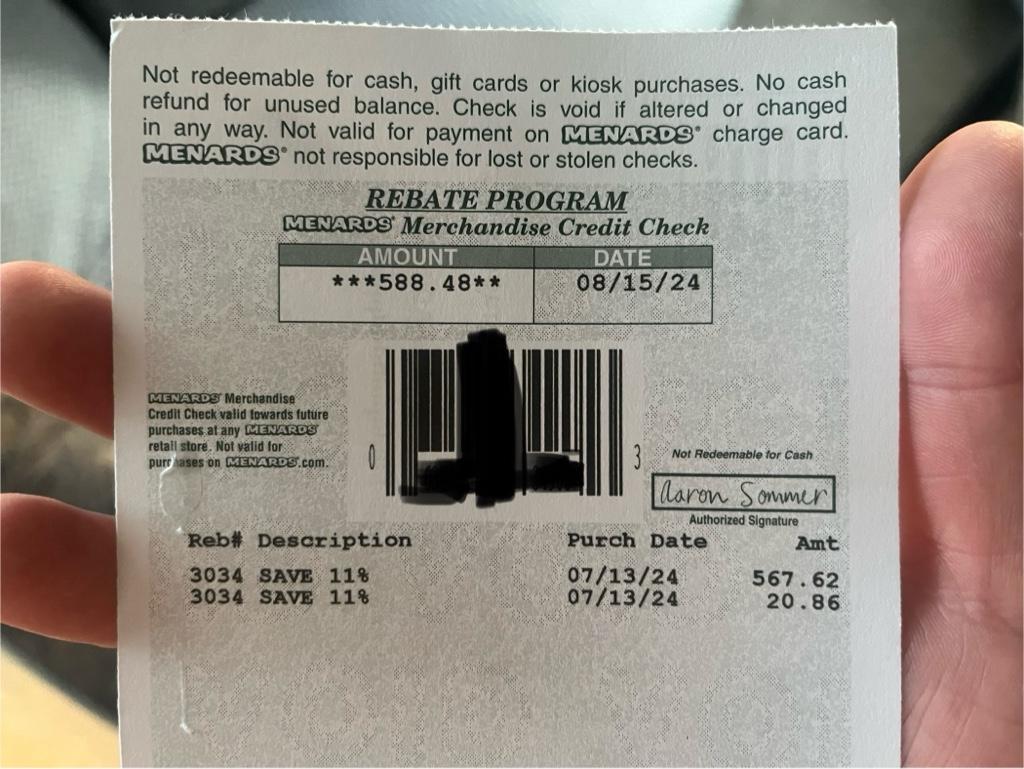 Not redeemable for cash, gift cards or kiosk purchases. No cash
refund for unused balance. Check is void if altered or changed
in any way. Not valid for payment on MENARDS® charge card.
MENARDS® not responsible for lost or stolen checks.
REBATE PROGRAM
MENARDS® Merchandise Credit Check
AMOUNT DATE
***588.48** 08/15/24
MENARDS® Merchandise
Credit Check valid towards future
purchases at any MENARDS®
retail store. Not valid for
purchases on MENARDS®.com.
0 3
Not Redeemable for Cash
Aaron Sommer
Authorized Signature
Reb# Description Purch Date Amt
3034 SAVE 11% 07/13/24 567.62
3034 SAVE 11% 07/13/24 20.86